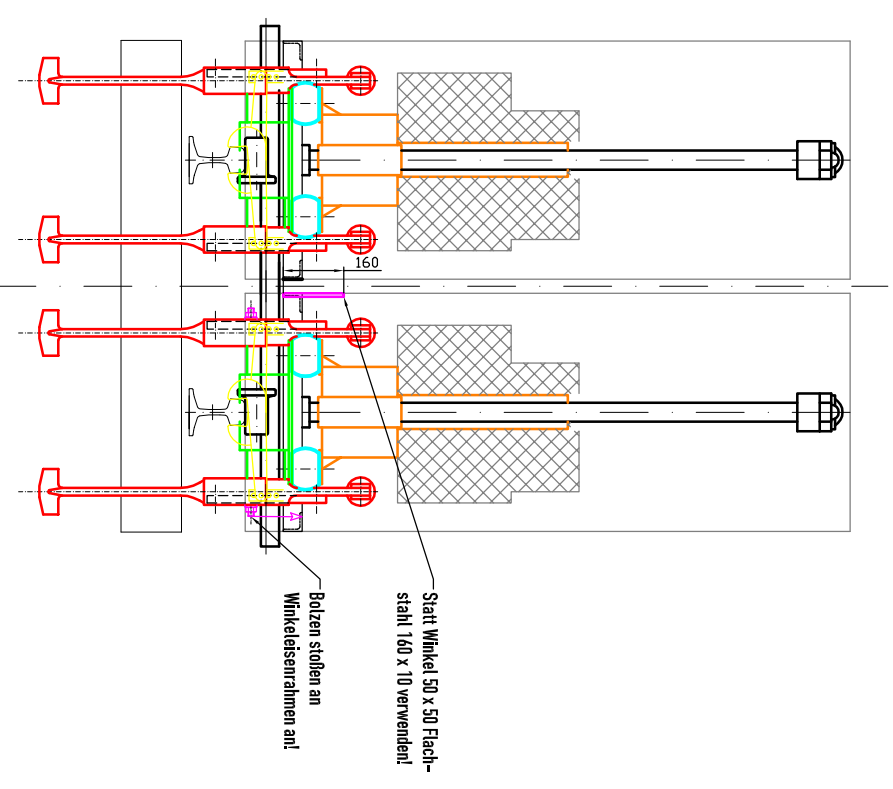 160
Statt Winkel 50 x 50 Flach-
stahl 160 x 10 verwenden!
Bolzen stoßen an
Winkeleisenrahmen an!